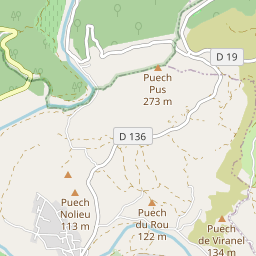 D 19
Puech
Pus
273 m
D 136
Puech
Nolieu
113 m
Puech
du Rou
122 m
Puech
de Viranel
134 m